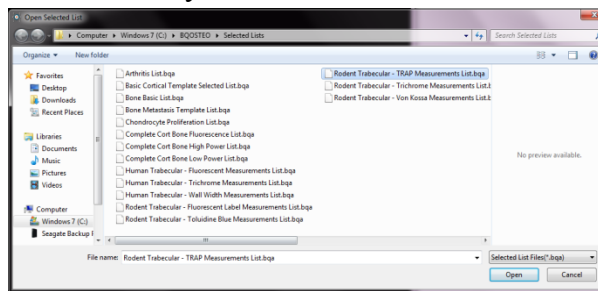 Open Selected List
Computer ▸ Windows7 (C:) ▸ BQOSTEO ▸ Selected Lists
Search Selected Lists
Organize
New folder
Favorites
Desktop
Downloads
Recent Places
Libraries
Documents
Music
Pictures
Videos
Computer
Windows7 (C:)
Seagate Backup
Arthritis List.bqa
Basic Cortical Template Selected List.bqa
Bone Basic List.bqa
Bone Metastasis Template List.bqa
Chondrocyte Proliferation List.bqa
Complete Cort Bone Fluorescence List.bqa
Complete Cort Bone High Power List.bqa
Complete Cort Bone Low Power List.bqa
Human Trabecular - Fluorescent Measurements List.bqa
Human Trabecular - Trichrome Measurements List.bqa
Human Trabecular - Wall Width Measurements List.bqa
Rodent Trabecular - Fluorescent Label Measurements List.bqa
Rodent Trabecular - Toluidine Blue Measurements List.bqa
Rodent Trabecular - TRAP Measurements List.bqa
Rodent Trabecular - Trichrome Measurements List.b
Rodent Trabecular - Von Kossa Measurements List.b
No preview available.
File name: Rodent Trabecular - TRAP Measurements List.bqa
Selected List Files(*.bqa)
Open
Cancel